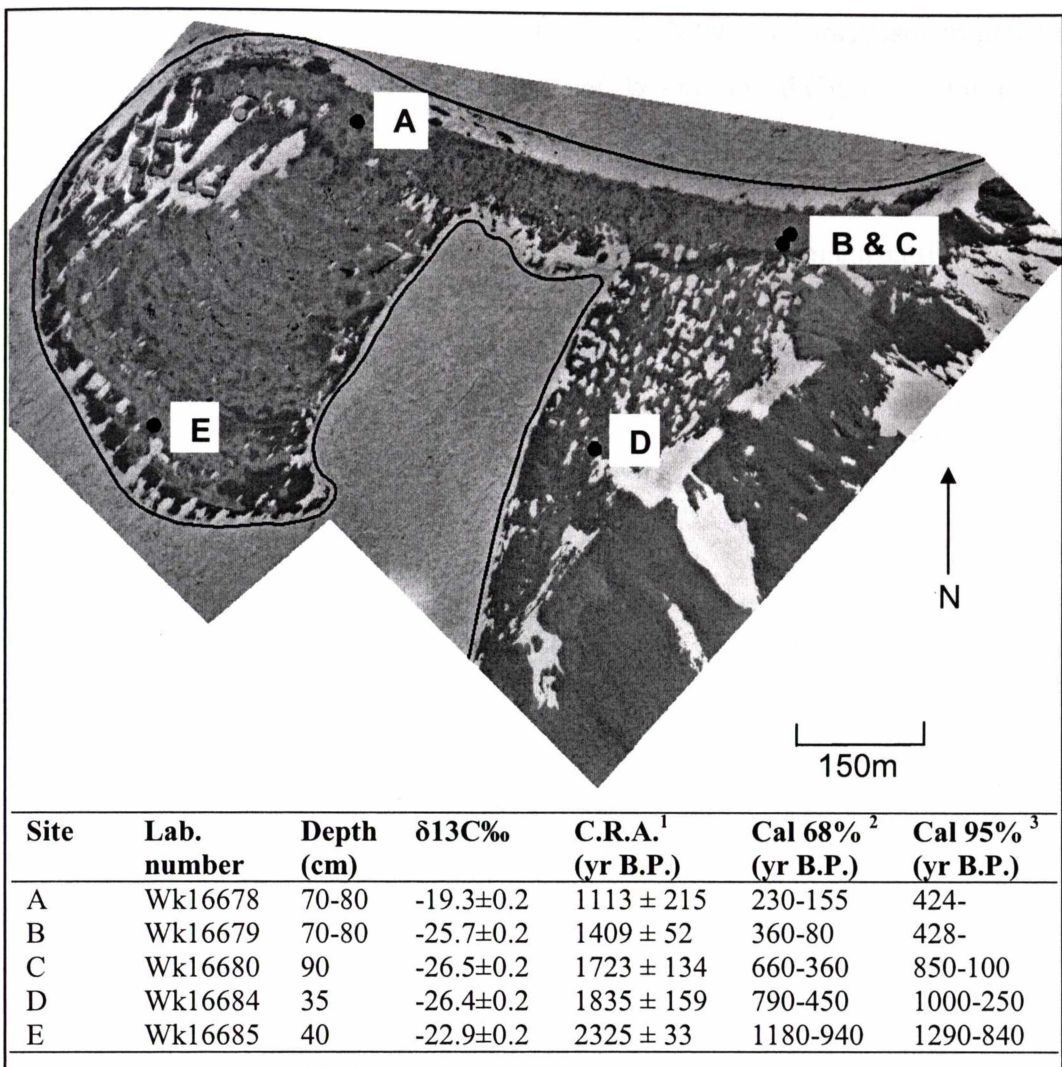 A
B & C
E
D
N
150m
Site Lab. number Depth (cm) δ13C‰ C.R.A.¹ (yr B.P.) Cal 68% ² (yr B.P.) Cal 95% ³ (yr B.P.)
A Wk16678 70-80 -19.3±0.2 1113 ± 215 230-155 424-
B Wk16679 70-80 -25.7±0.2 1409 ± 52 360-80 428-
C Wk16680 90 -26.5±0.2 1723 ± 134 660-360 850-100
D Wk16684 35 -26.4±0.2 1835 ± 159 790-450 1000-250
E Wk16685 40 -22.9±0.2 2325 ± 33 1180-940 1290-840